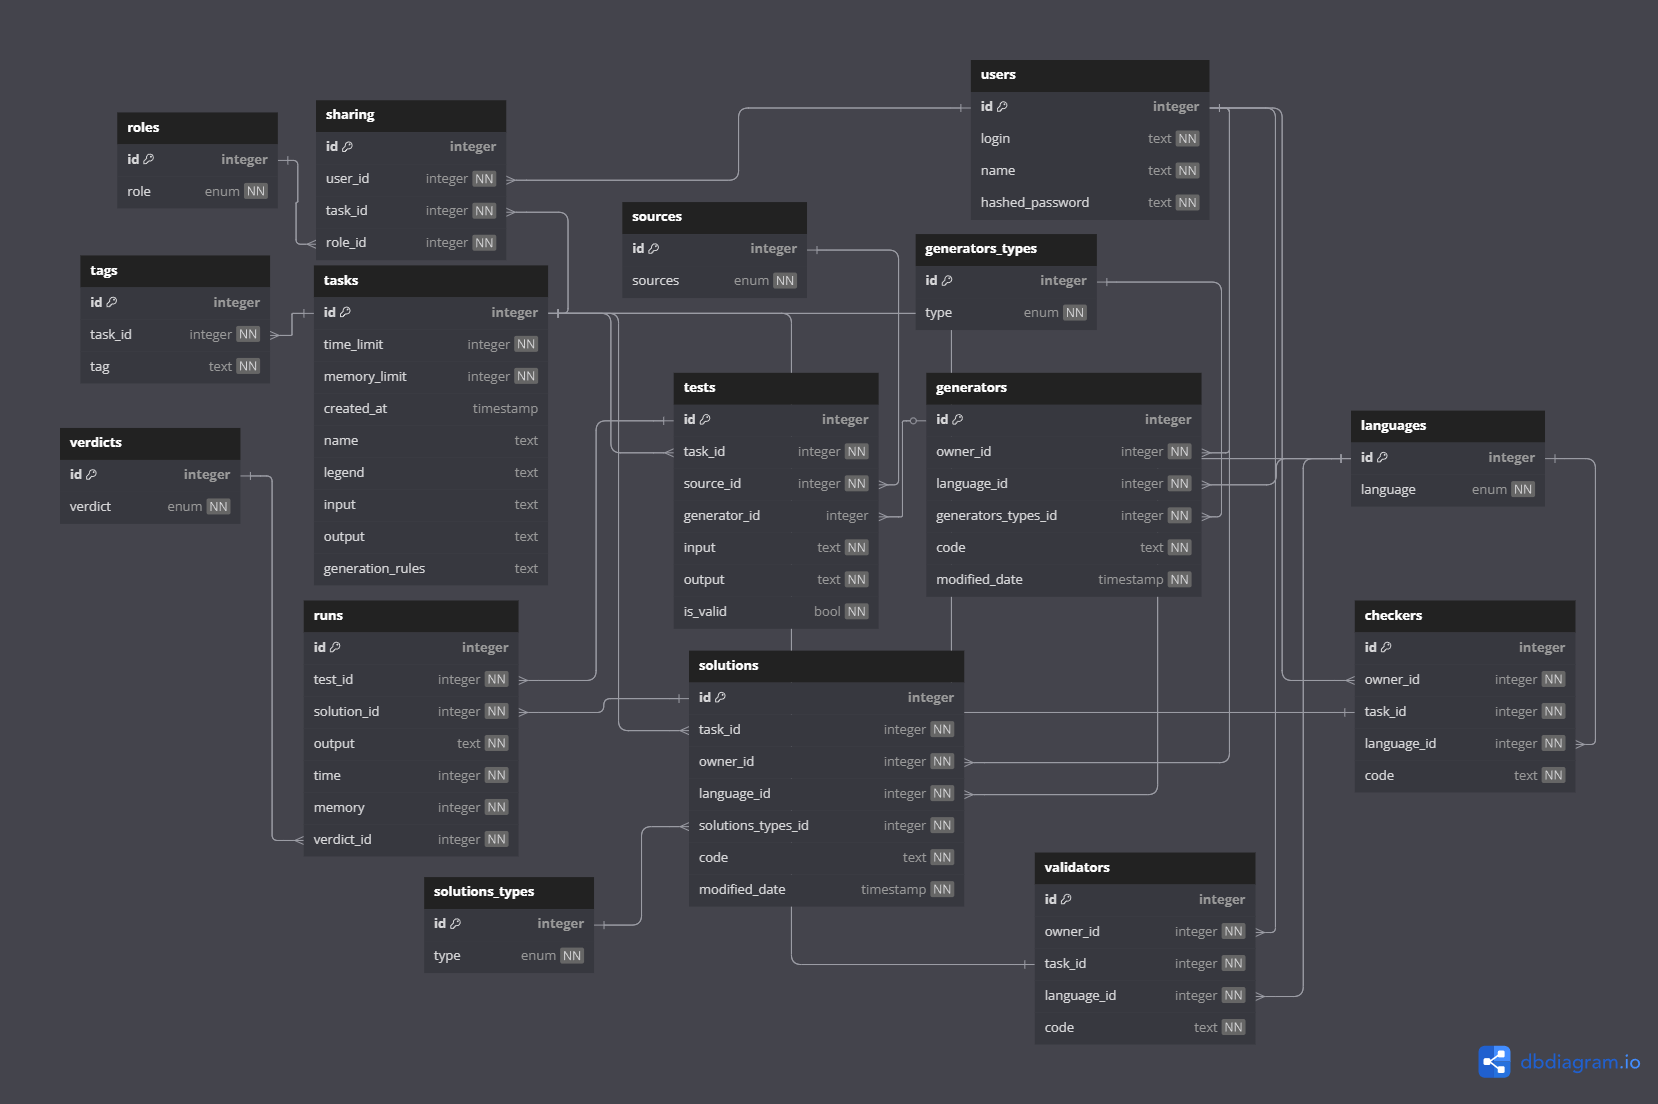 roles
id integer
role enum NN
sharing
id integer
user_id integer NN
task_id integer NN
role_id integer NN
users
id integer
login text NN
name text NN
hashed_password text NN
sources
id integer
sources enum NN
generators_types
id integer
type enum NN
tags
id integer
task_id integer NN
tag text NN
tasks
id integer
time_limit integer NN
memory_limit integer NN
created_at timestamp
name text
legend text
input text
output text
generation_rules text
tests
id integer
task_id integer NN
source_id integer NN
generator_id integer
input text NN
output text NN
is_valid bool NN
generators
id integer
owner_id integer NN
language_id integer NN
generators_types_id integer NN
code text NN
modified_date timestamp NN
languages
id integer
language enum NN
verdicts
id integer
verdict enum NN
runs
id integer
test_id integer NN
solution_id integer NN
output text NN
time integer NN
memory integer NN
verdict_id integer NN
solutions
id integer
task_id integer NN
owner_id integer NN
language_id integer NN
solutions_types_id integer NN
code text NN
modified_date timestamp NN
checkers
id integer
owner_id integer NN
task_id integer NN
language_id integer NN
code text NN
solutions_types
id integer
type enum NN
validators
id integer
owner_id integer NN
task_id integer NN
language_id integer NN
code text NN
dbdiagram.io